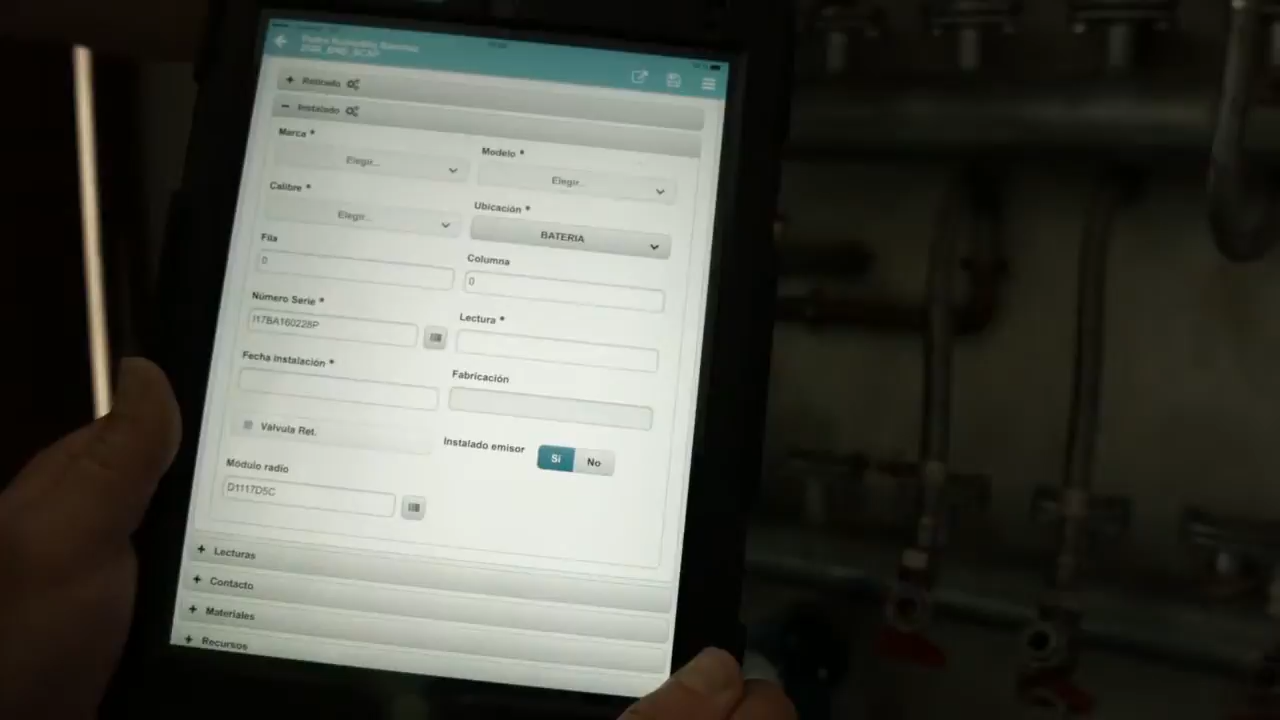 + Retirado
− Instalado
Marca *
Modelo *
Elegir...
Elegir...
Calibre *
Ubicación *
Elegir...
BATERIA
Fila
Columna
0
0
Número Serie *
Lectura *
I17BA160228P
Fecha instalación *
Fabricación
Valvula Ret.
Instalado emisor
Sí
No
Módulo radio
D1117D5C
+ Lecturas
+ Contacto
+ Materiales
+ Recursos